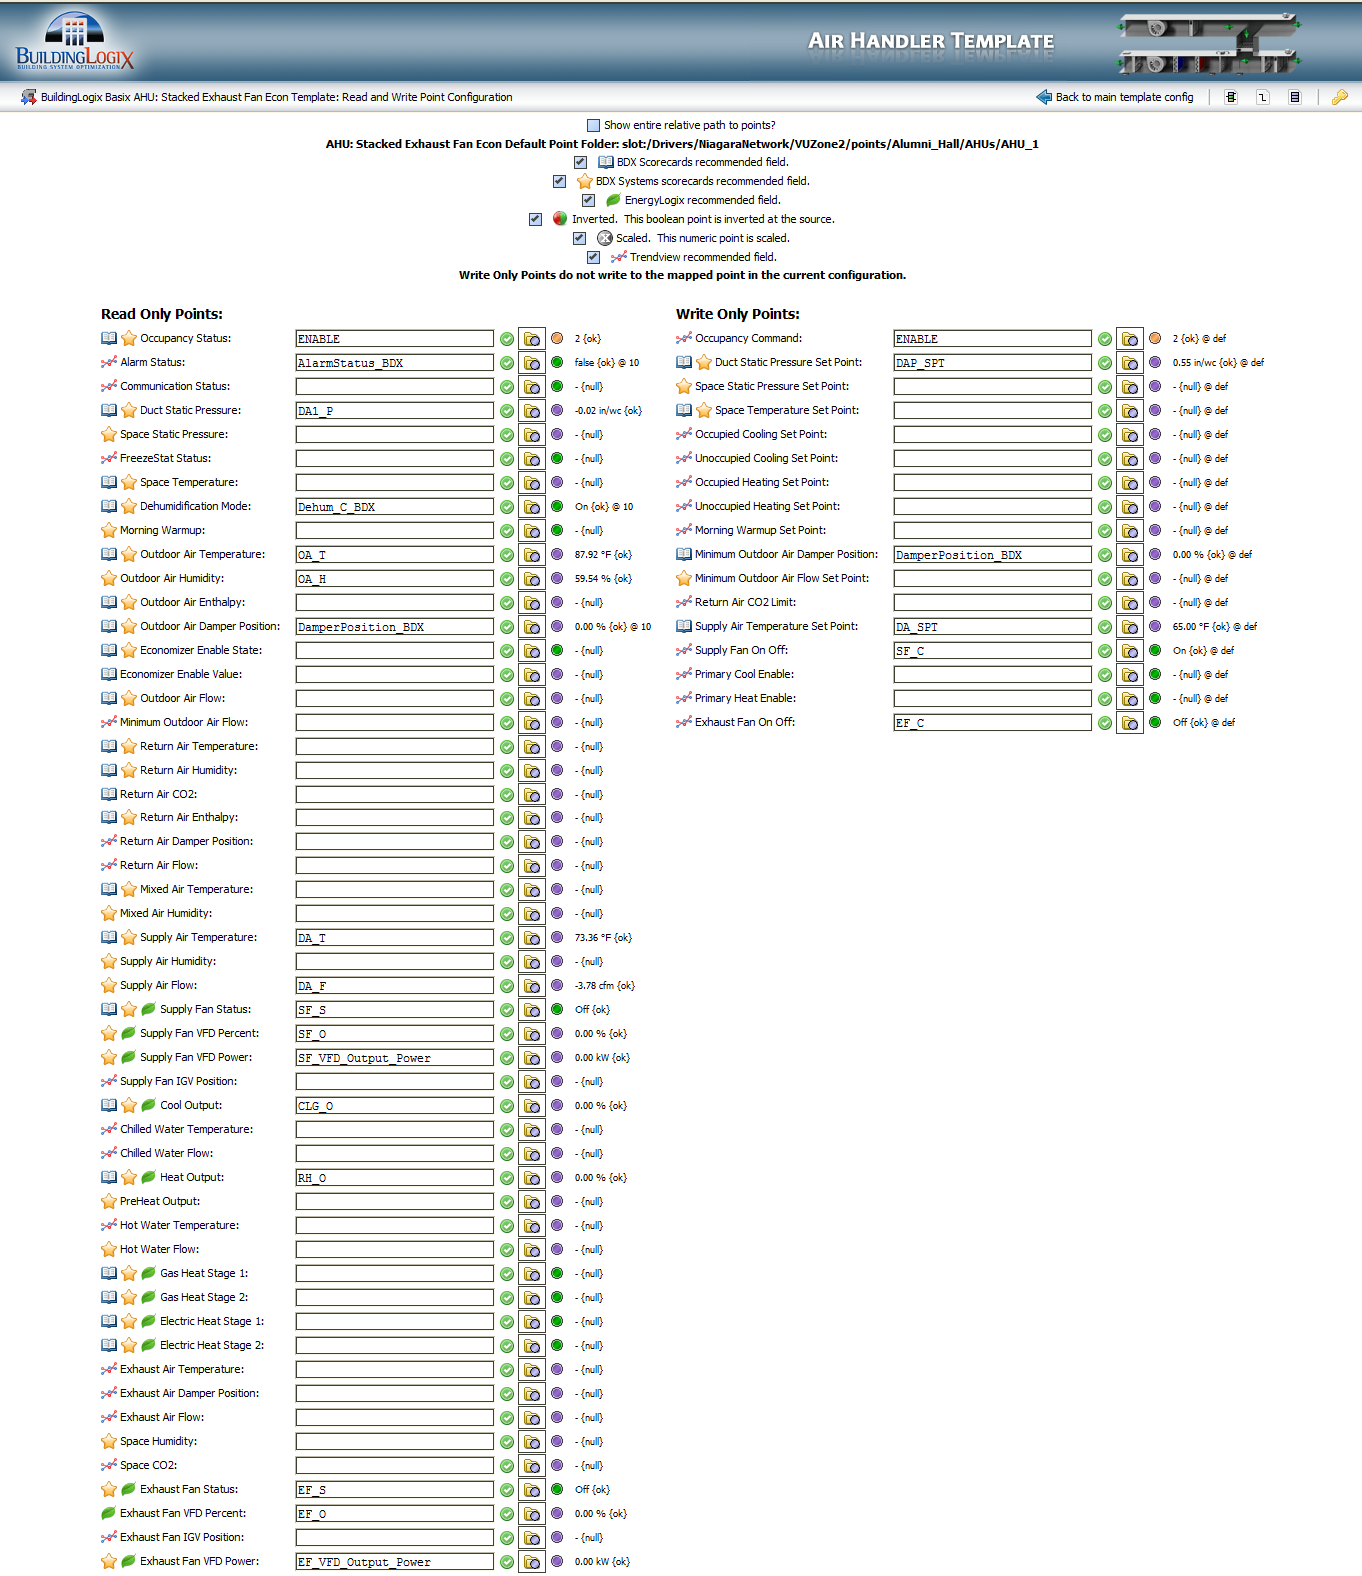 BUILDINGLOGIX
BUILDING SYSTEM OPTIMIZATION
AIR HANDLER TEMPLATE
BuildingLogix Basix AHU: Stacked Exhaust Fan Econ Template: Read and Write Point Configuration
Back to main template config
Show entire relative path to points?
AHU: Stacked Exhaust Fan Econ Default Point Folder: slot:/Drivers/NiagaraNetwork/VUZone2/points/Alumni_Hall/AHUs/AHU_1
BDX Scorecards recommended field.
BDX Systems scorecards recommended field.
EnergyLogix recommended field.
Inverted. This boolean point is inverted at the source.
Scaled. This numeric point is scaled.
Trendview recommended field.
Write Only Points do not write to the mapped point in the current configuration.
Read Only Points:
Occupancy Status: ENABLE 2 {ok}
Alarm Status: AlarmStatus_BDX false {ok} @ 10
Communication Status: - {null}
Duct Static Pressure: DA1_P -0.02 in/wc {ok}
Space Static Pressure: - {null}
FreezeStat Status: - {null}
Space Temperature: - {null}
Dehumidification Mode: Dehum_C_BDX On {ok} @ 10
Morning Warmup: - {null}
Outdoor Air Temperature: OA_T 87.92 °F {ok}
Outdoor Air Humidity: OA_H 59.54 % {ok}
Outdoor Air Enthalpy: - {null}
Outdoor Air Damper Position: DamperPosition_BDX 0.00 % {ok} @ 10
Economizer Enable State: - {null}
Economizer Enable Value: - {null}
Outdoor Air Flow: - {null}
Minimum Outdoor Air Flow: - {null}
Return Air Temperature: - {null}
Return Air Humidity: - {null}
Return Air CO2: - {null}
Return Air Enthalpy: - {null}
Return Air Damper Position: - {null}
Return Air Flow: - {null}
Mixed Air Temperature: - {null}
Mixed Air Humidity: - {null}
Supply Air Temperature: DA_T 73.36 °F {ok}
Supply Air Humidity: - {null}
Supply Air Flow: DA_F -3.78 cfm {ok}
Supply Fan Status: SF_S Off {ok}
Supply Fan VFD Percent: SF_O 0.00 % {ok}
Supply Fan VFD Power: SF_VFD_Output_Power 0.00 kW {ok}
Supply Fan IGV Position: - {null}
Cool Output: CLG_O 0.00 % {ok}
Chilled Water Temperature: - {null}
Chilled Water Flow: - {null}
Heat Output: RH_O 0.00 % {ok}
PreHeat Output: - {null}
Hot Water Temperature: - {null}
Hot Water Flow: - {null}
Gas Heat Stage 1: - {null}
Gas Heat Stage 2: - {null}
Electric Heat Stage 1: - {null}
Electric Heat Stage 2: - {null}
Exhaust Air Temperature: - {null}
Exhaust Air Damper Position: - {null}
Exhaust Air Flow: - {null}
Space Humidity: - {null}
Space CO2: - {null}
Exhaust Fan Status: EF_S Off {ok}
Exhaust Fan VFD Percent: EF_O 0.00 % {ok}
Exhaust Fan IGV Position: - {null}
Exhaust Fan VFD Power: EF_VFD_Output_Power 0.00 kW {ok}
Write Only Points:
Occupancy Command: ENABLE 2 {ok} @ def
Duct Static Pressure Set Point: DAP_SPT 0.55 in/wc {ok} @ def
Space Static Pressure Set Point: - {null} @ def
Space Temperature Set Point: - {null} @ def
Occupied Cooling Set Point: - {null} @ def
Unoccupied Cooling Set Point: - {null} @ def
Occupied Heating Set Point: - {null} @ def
Unoccupied Heating Set Point: - {null} @ def
Morning Warmup Set Point: - {null} @ def
Minimum Outdoor Air Damper Position: DamperPosition_BDX 0.00 % {ok} @ def
Minimum Outdoor Air Flow Set Point: - {null} @ def
Return Air CO2 Limit: - {null} @ def
Supply Air Temperature Set Point: DA_SPT 65.00 °F {ok} @ def
Supply Fan On Off: SF_C On {ok} @ def
Primary Cool Enable: - {null} @ def
Primary Heat Enable: - {null} @ def
Exhaust Fan On Off: EF_C Off {ok} @ def